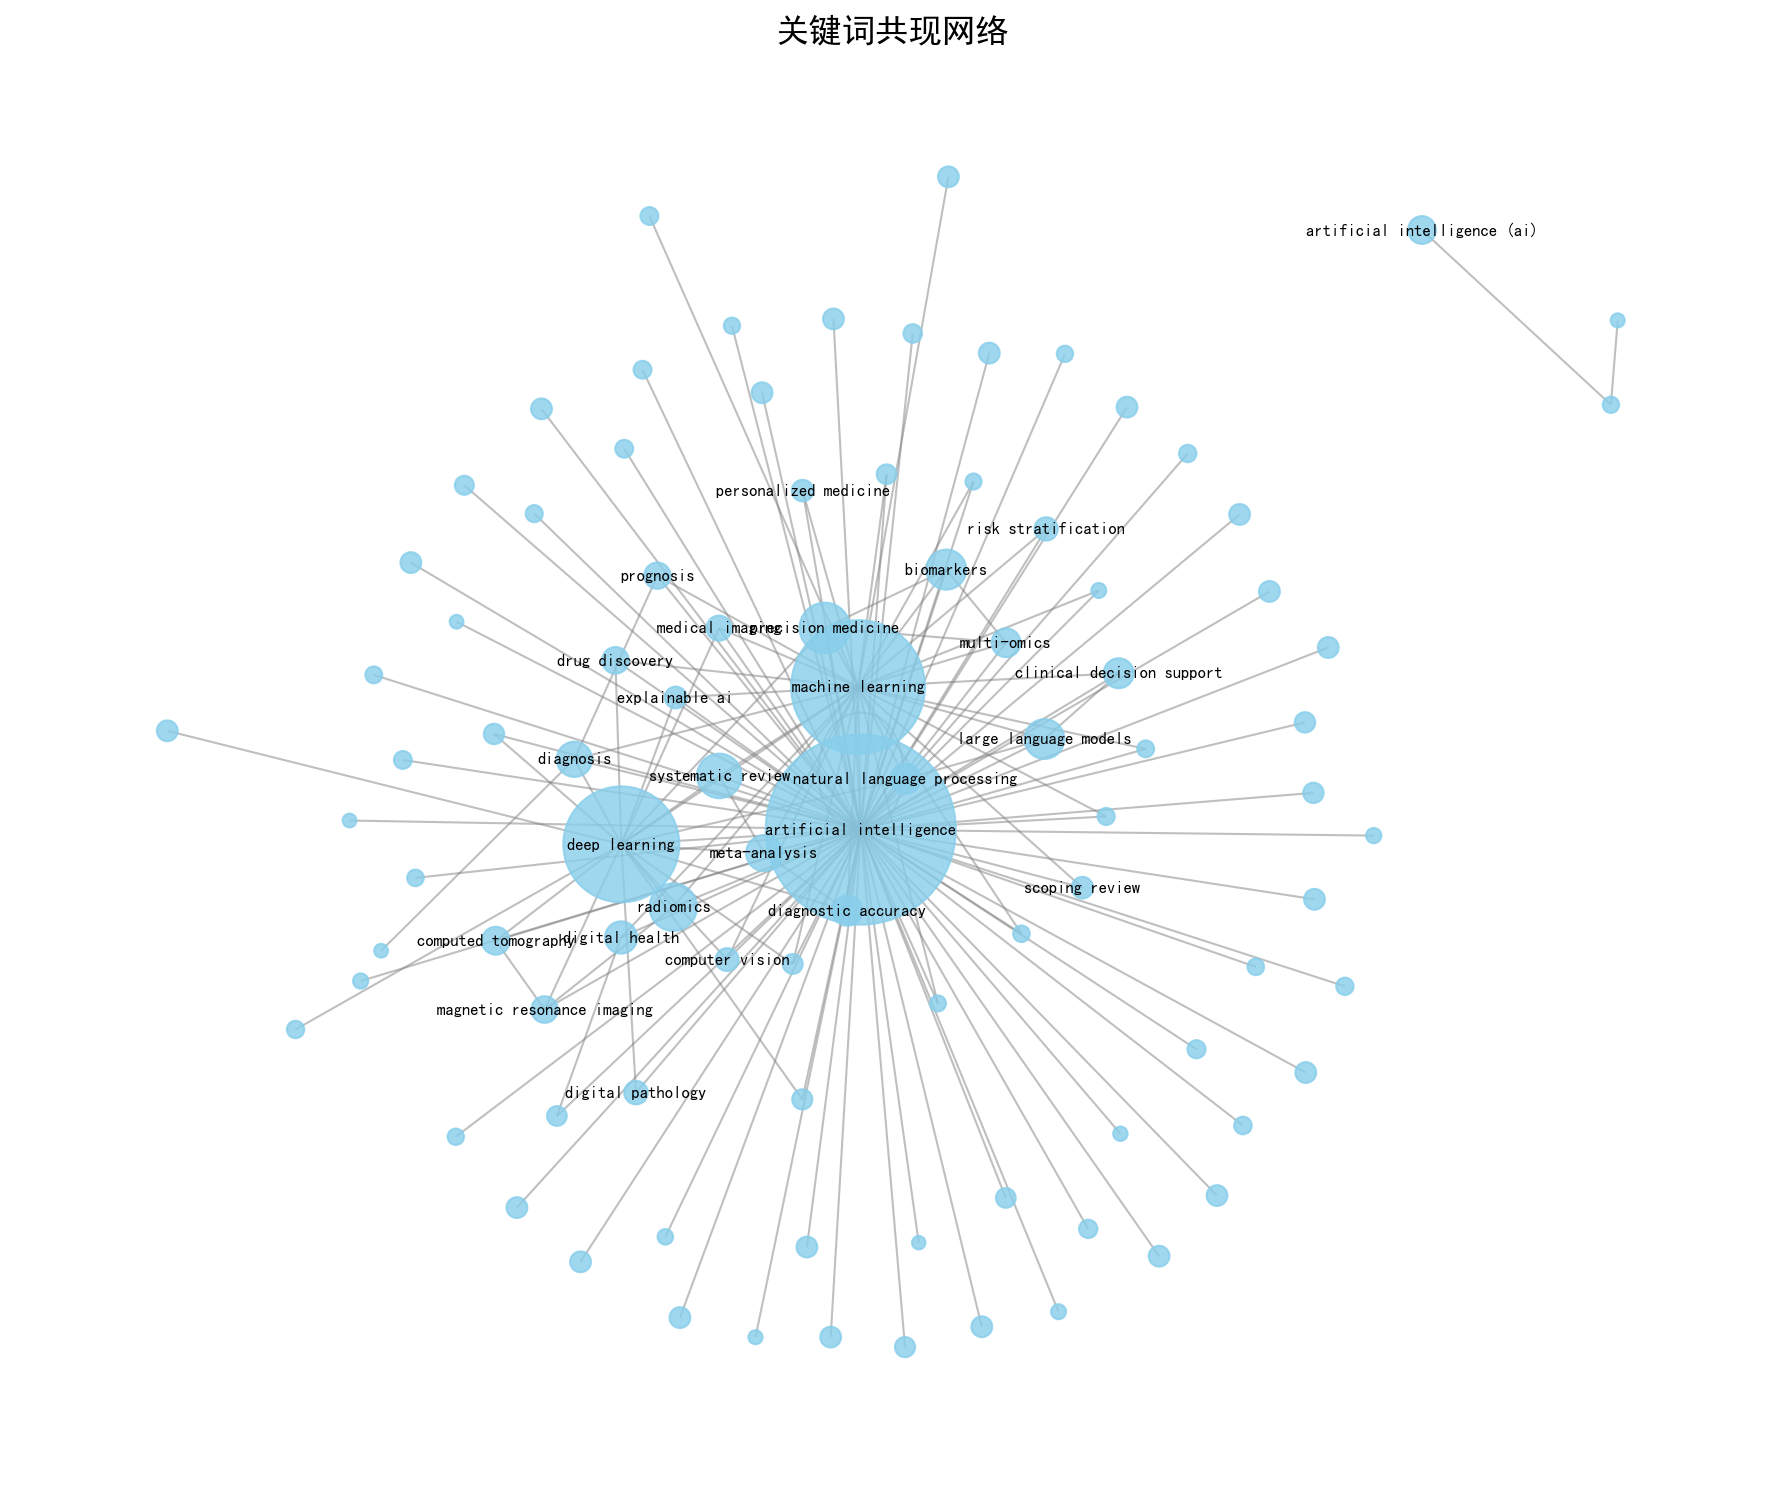 关键词共现网络
artificial intelligence (ai)
personalized medicine
risk stratification
biomarkers
prognosis
medical imaging
precision medicine
multi-omics
drug discovery
clinical decision support
machine learning
explainable ai
large language models
diagnosis
systematic review
natural language processing
artificial intelligence
deep learning
meta-analysis
scoping review
radiomics
diagnostic accuracy
computed tomography
digital health
computer vision
magnetic resonance imaging
digital pathology